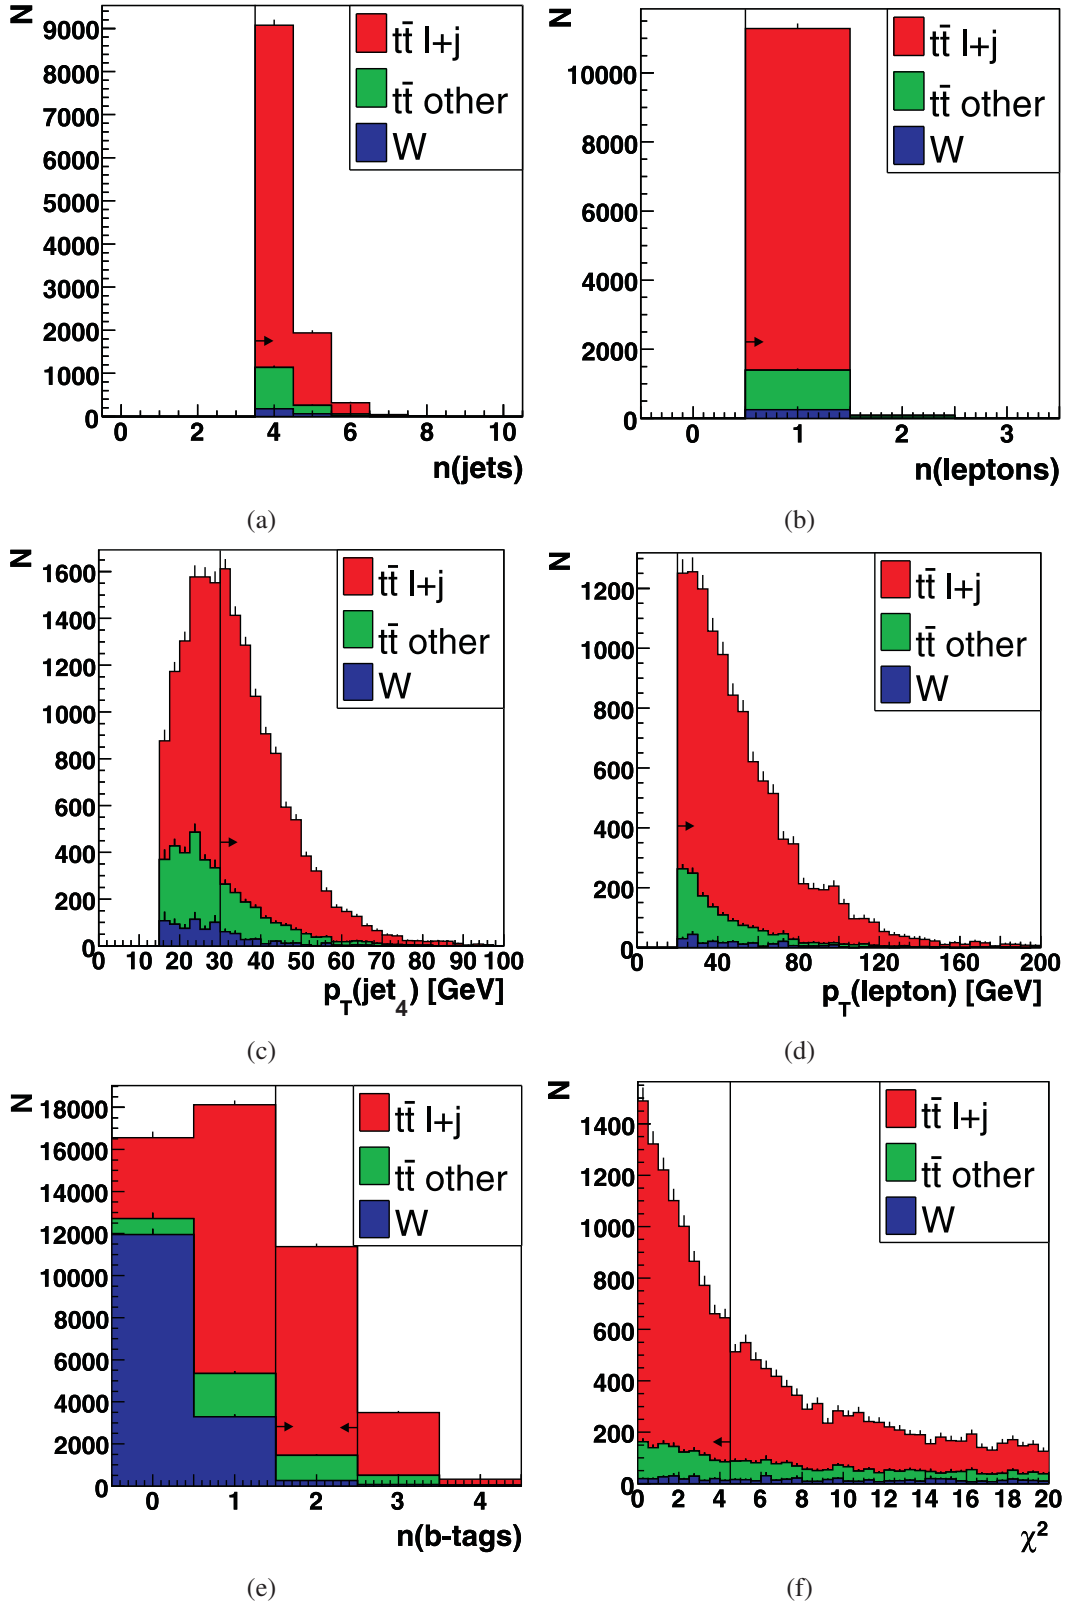 N
9000
8000
7000
6000
5000
4000
3000
2000
1000
0
0 2 4 6 8 10
n(jets)
tt̄ l+j
tt̄ other
W
(a)
N
10000
8000
6000
4000
2000
0
0 1 2 3
n(leptons)
tt̄ l+j
tt̄ other
W
(b)
N
1600
1400
1200
1000
800
600
400
200
0
0 10 20 30 40 50 60 70 80 90 100
p_T(jet_4) [GeV]
tt̄ l+j
tt̄ other
W
(c)
N
1200
1000
800
600
400
200
0
0 40 80 120 160 200
p_T(lepton) [GeV]
tt̄ l+j
tt̄ other
W
(d)
N
18000
16000
14000
12000
10000
8000
6000
4000
2000
0
0 1 2 3 4
n(b-tags)
tt̄ l+j
tt̄ other
W
(e)
N
1400
1200
1000
800
600
400
200
0
0 2 4 6 8 10 12 14 16 18 20
χ²
tt̄ l+j
tt̄ other
W
(f)